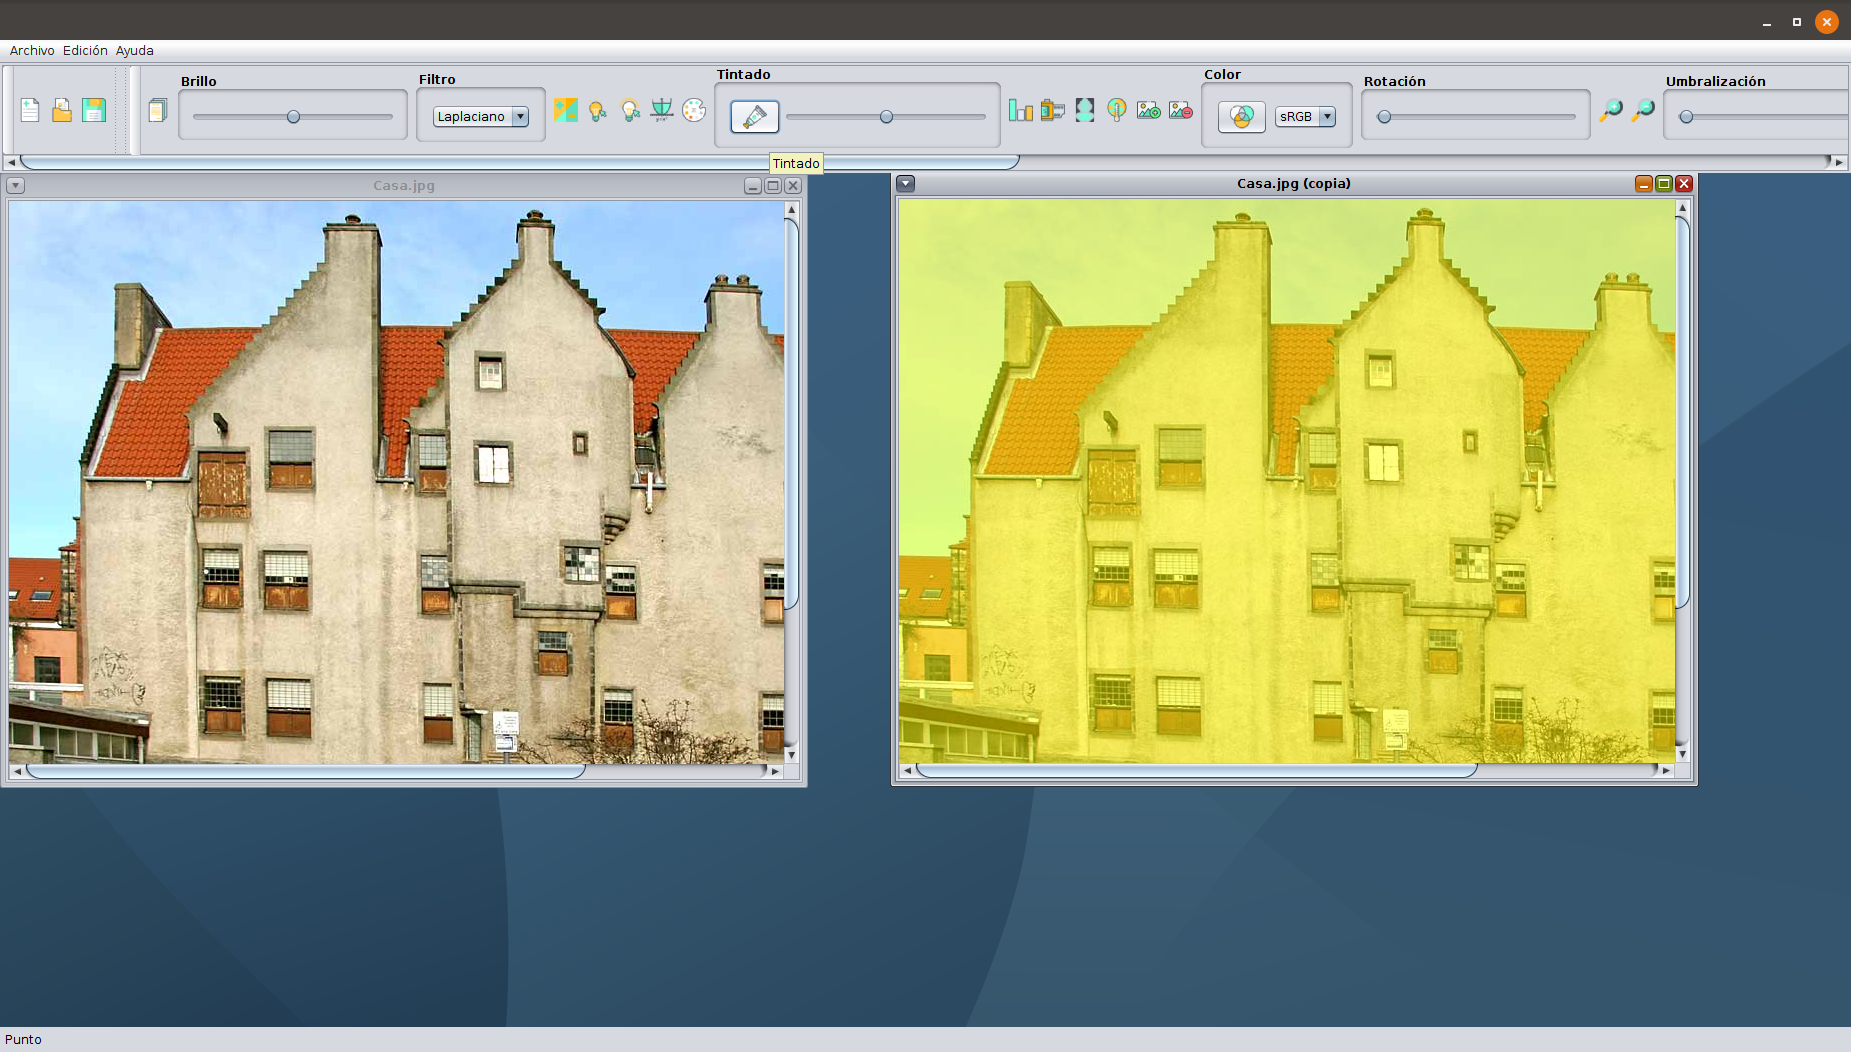 Archivo Edición Ayuda
Brillo
Filtro
Tintado
Color
Rotación
Umbralización
Laplaciano
sRGB
Tintado
Casa.jpg
Casa.jpg (copia)
Punto